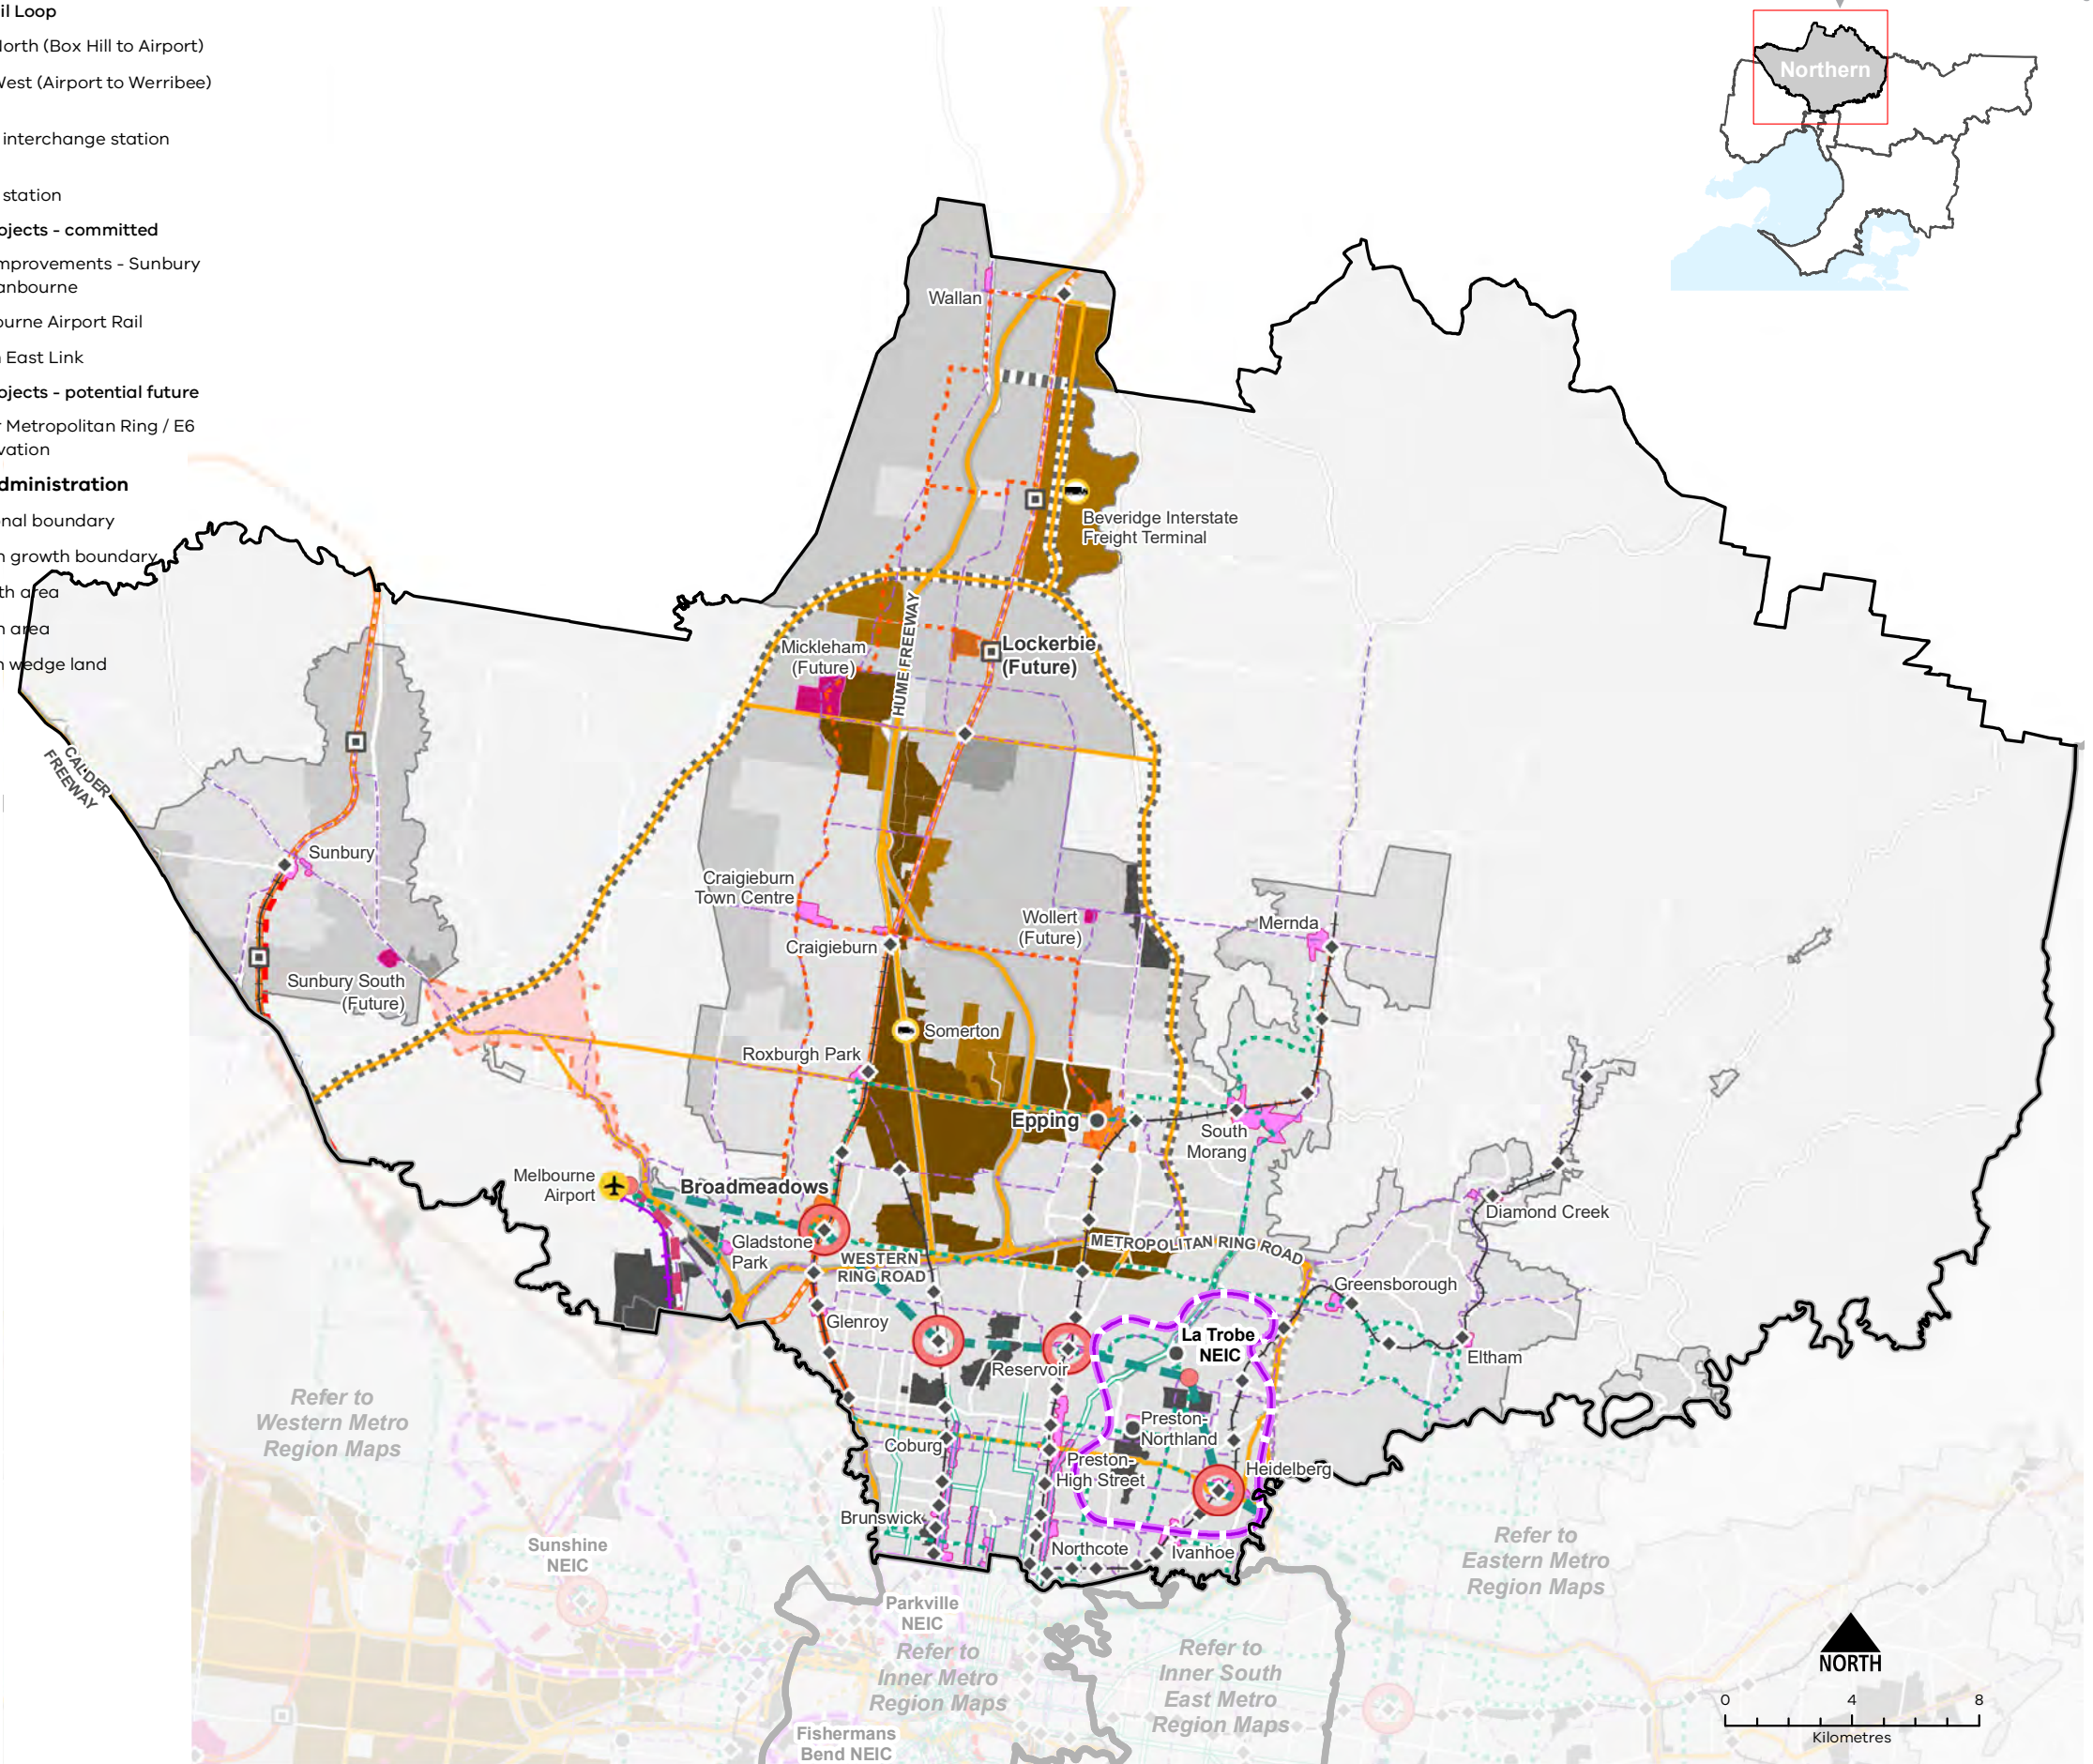 il Loop
orth (Box Hill to Airport)
West (Airport to Werribee)
interchange station
station
ojects - committed
mprovements - Sunbury
anbourne
ourne Airport Rail
East Link
ojects - potential future
Metropolitan Ring / E6
vation
dministration
nal boundary
n growth boundary
th area
n area
n wedge land
Northern
Wallan
Beveridge Interstate
Freight Terminal
HUME FREEWAY
Mickleham
(Future)
Lockerbie
(Future)
CALDER
FREEWAY
Sunbury
Craigieburn
Town Centre
Wollert
(Future)
Mernda
Craigieburn
Sunbury South
(Future)
Somerton
Roxburgh Park
Epping
South
Morang
Melbourne
Airport
Broadmeadows
Diamond Creek
Gladstone
Park
WESTERN
RING ROAD
METROPOLITAN RING ROAD
Greensborough
Glenroy
La Trobe
NEIC
Reservoir
Eltham
Refer to
Western Metro
Region Maps
Preston-
Northland
Coburg
Preston-
High Street
Heidelberg
Brunswick
Northcote
Ivanhoe
Sunshine
NEIC
Refer to
Eastern Metro
Region Maps
Parkville
NEIC
Refer to
Inner Metro
Region Maps
Refer to
Inner South
East Metro
Region Maps
Fishermans
Bend NEIC
NORTH
0 4 8
Kilometres